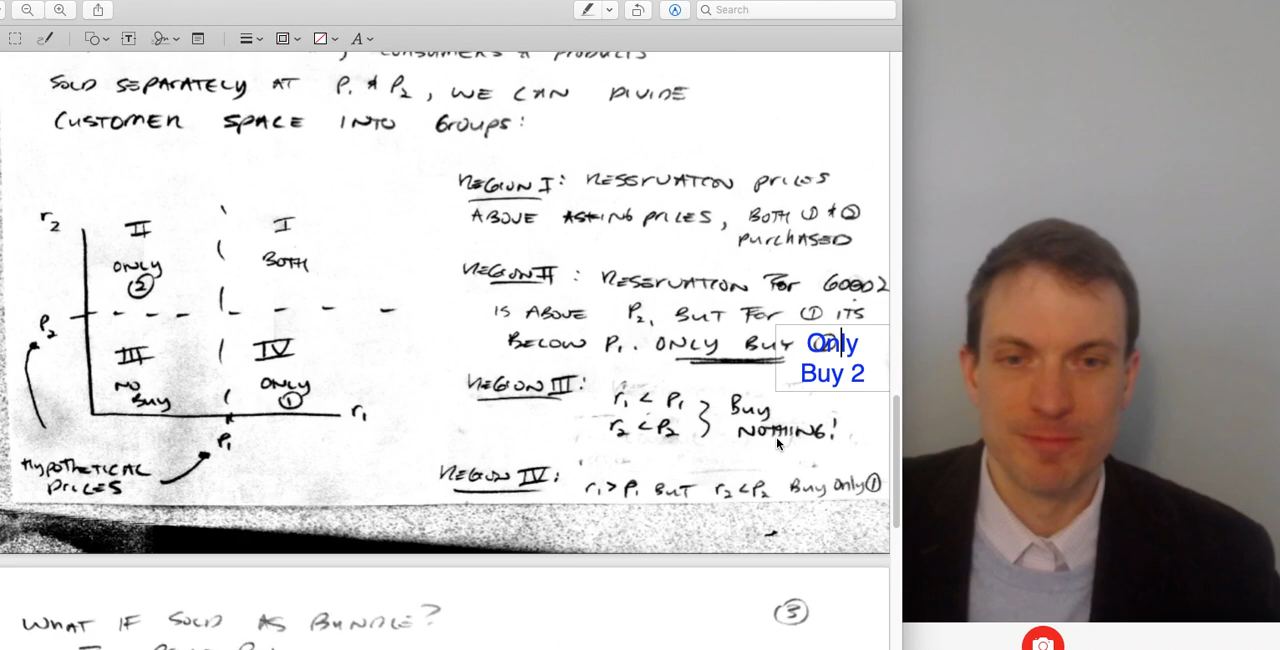 Search
, CONSUMERS & PRODUCTS
SOLD SEPARATELY AT P1 & P2, WE CAN DIVIDE
CUSTOMER SPACE INTO GROUPS:
REGION I: RESERVATION PRICES
ABOVE ASKING PRICES, BOTH ① & ②
PURCHASED
REGION II: RESERVATION FOR GOOD 2
IS ABOVE P2, BUT FOR ① ITS
BELOW P1. ONLY BUY
Only
Buy 2
REGION III: r1 < P1
r2 < P2 } BUY
NOTHING!
REGION IV: r1 > P1 BUT r2 < P2 BUY ONLY ①
r2
II
ONLY
②
I
BOTH
P2
III
NO
BUY
IV
ONLY
①
r1
P1
HYPOTHETICAL
PRICES
WHAT IF SOLD AS BUNDLE?
③
A